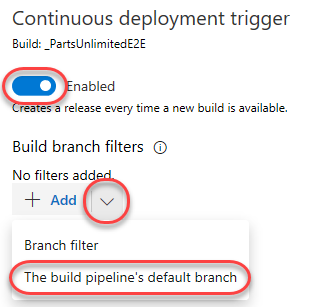 Continuous deployment trigger
Build: _PartsUnlimitedE2E
Enabled
Creates a release every time a new build is available.
Build branch filters
No filters added.
+ Add
Branch filter
The build pipeline's default branch